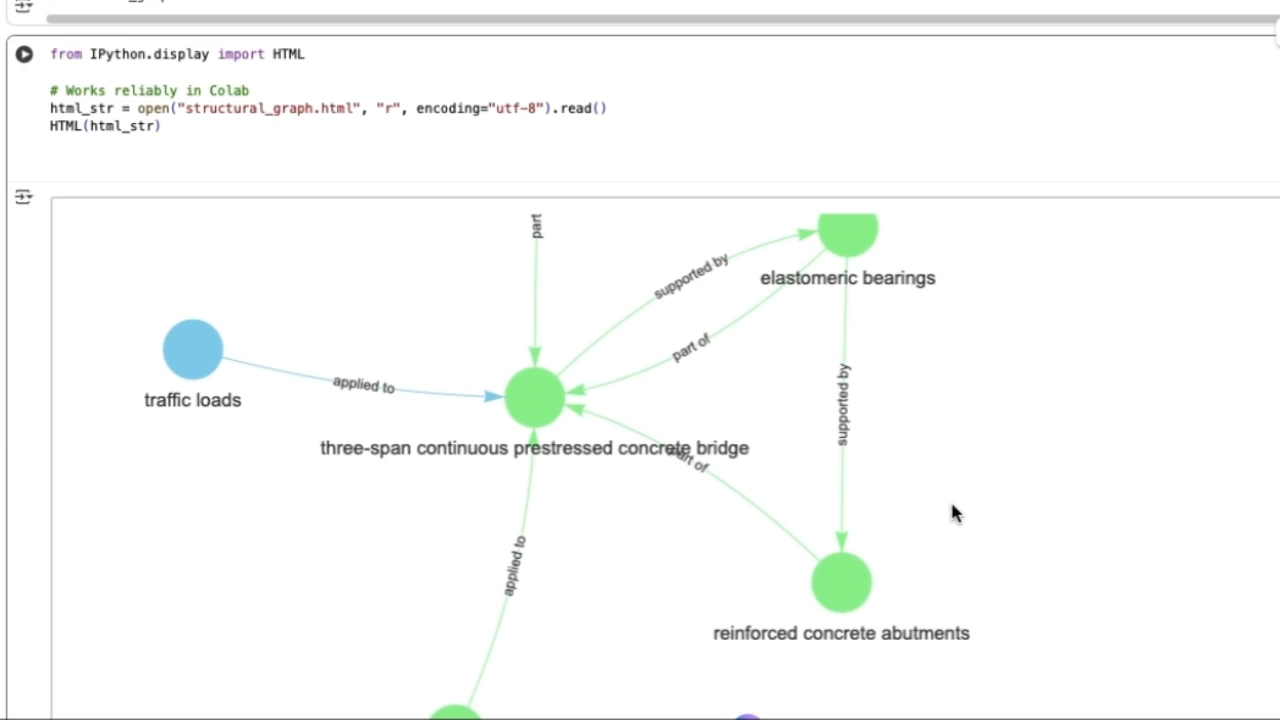 from IPython.display import HTML
# Works reliably in Colab
html_str = open("structural_graph.html", "r", encoding="utf-8").read()
HTML(html_str)
part
supported by
elastomeric bearings
part of
applied to
traffic loads
supported by
three-span continuous prestressed concrete bridge
part of
applied to
reinforced concrete abutments